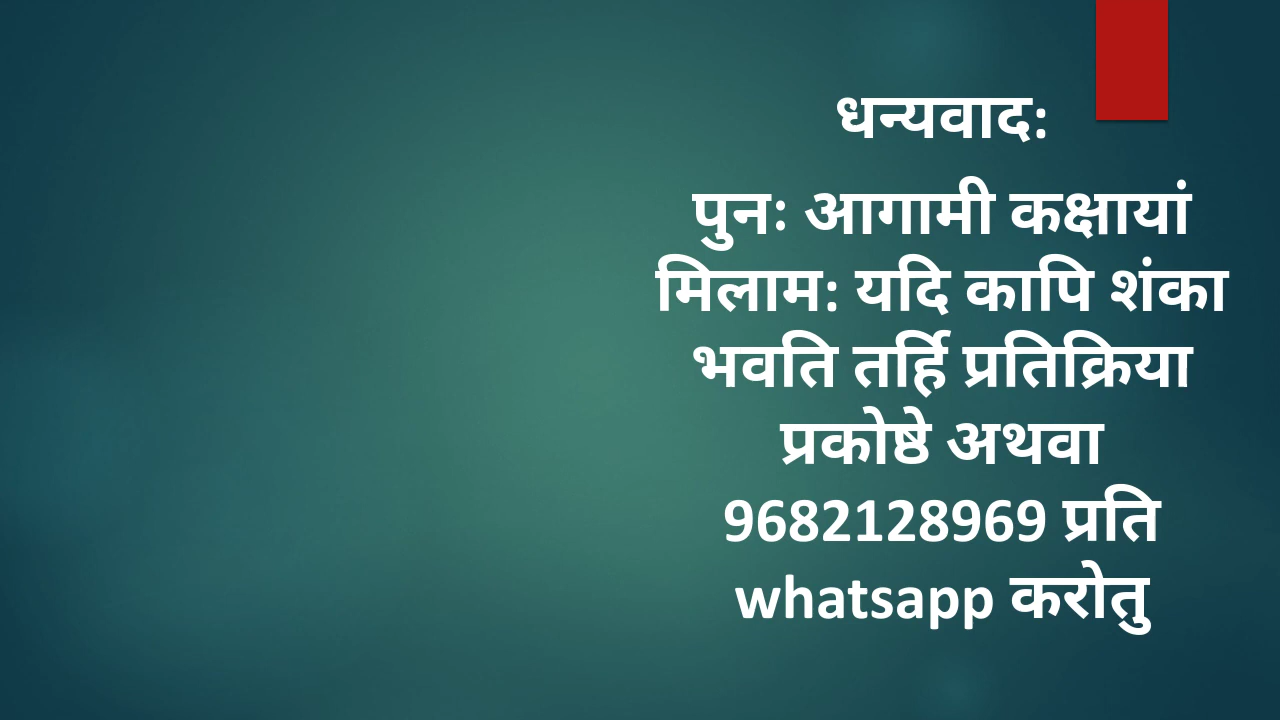 धन्यवाद:
पुनः आगामी कक्षायां
मिलाम: यदि कापि शंका
भवति तर्हि प्रतिक्रिया
प्रकोष्ठे अथवा
9682128969 प्रति
whatsapp करोतु